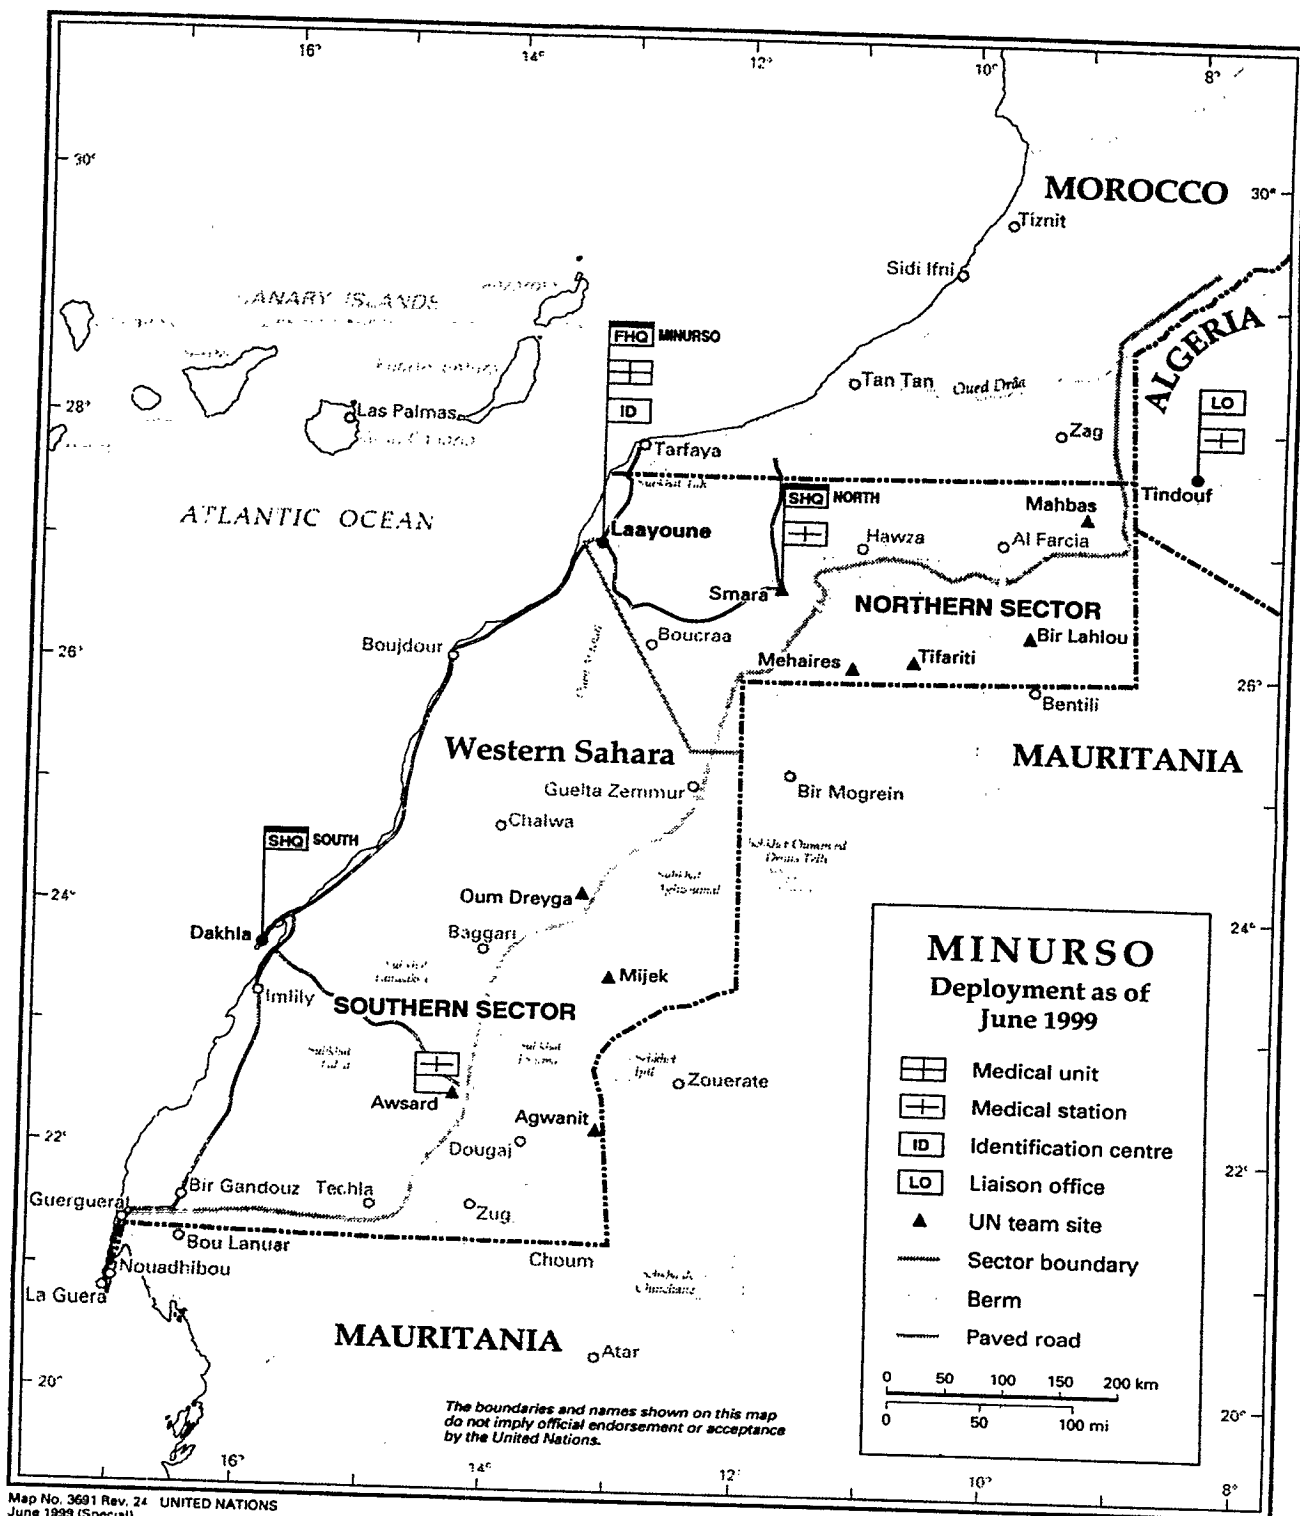 16°
14°
12°
10°
8°
30°
MOROCCO
30°
Tiznit
Sidi Ifni
CANARY ISLANDS
ALGERIA
FHQ MINURSO
ID
Tan Tan
Oued Drâa
LO
28°
Las Palmas
Zag
Tarfaya
Tindouf
SHQ NORTH
Mahbas
ATLANTIC OCEAN
Laayoune
Hawza
Al Farcia
Smara
NORTHERN SECTOR
Boucraa
Bir Lahlou
Boujdour
26°
Mehaires
Tifariti
26°
Bentili
Western Sahara
MAURITANIA
Guelta Zemmur
Bir Mogrein
Chalwa
SHQ SOUTH
24°
Oum Dreyga
24°
Dakhla
Baggari
Mijek
Imlily
SOUTHERN SECTOR
Zouerate
Awsard
Agwanit
22°
Dougaj
22°
Bir Gandouz
Techla
Guerguerat
Zug
Bou Lanuar
Choum
Nouadhibou
La Guera
MAURITANIA
Atar
20°
20°
MINURSO
Deployment as of
June 1999
Medical unit
Medical station
ID Identification centre
LO Liaison office
UN team site
Sector boundary
Berm
Paved road
0 50 100 150 200 km
0 50 100 mi
The boundaries and names shown on this map
do not imply official endorsement or acceptance
by the United Nations.
16°
14°
12°
10°
8°
Map No. 3691 Rev. 24 UNITED NATIONS
June 1999 (Special)